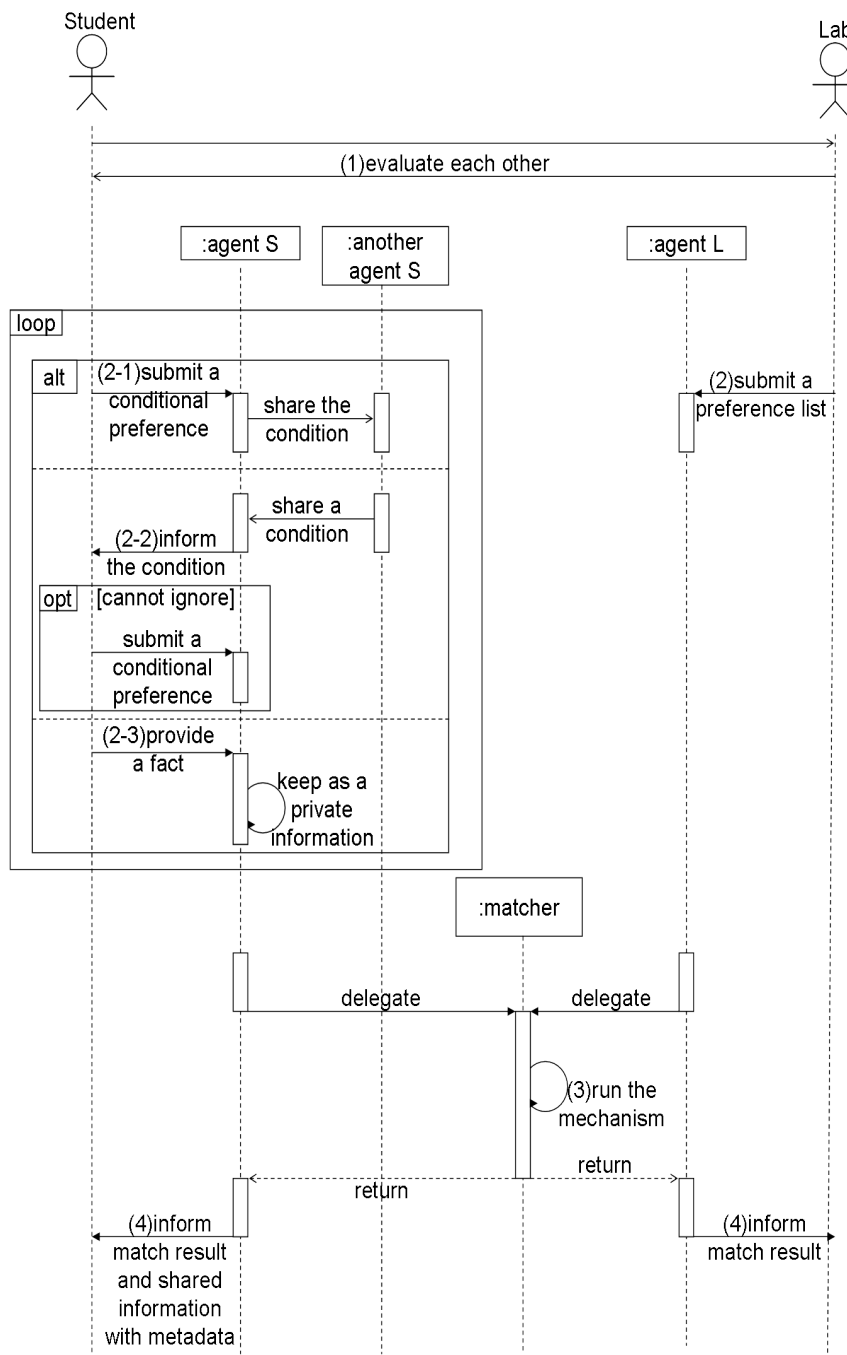 Student
Lab
(1)evaluate each other
:agent S
:another
agent S
:agent L
loop
alt
(2-1)submit a
conditional
preference
share the
condition
(2)submit a
preference list
share a
condition
(2-2)inform
the condition
opt
[cannot ignore]
submit a
conditional
preference
(2-3)provide
a fact
keep as a
private
information
:matcher
delegate
delegate
(3)run the
mechanism
return
return
(4)inform
match result
and shared
information
with metadata
(4)inform
match result